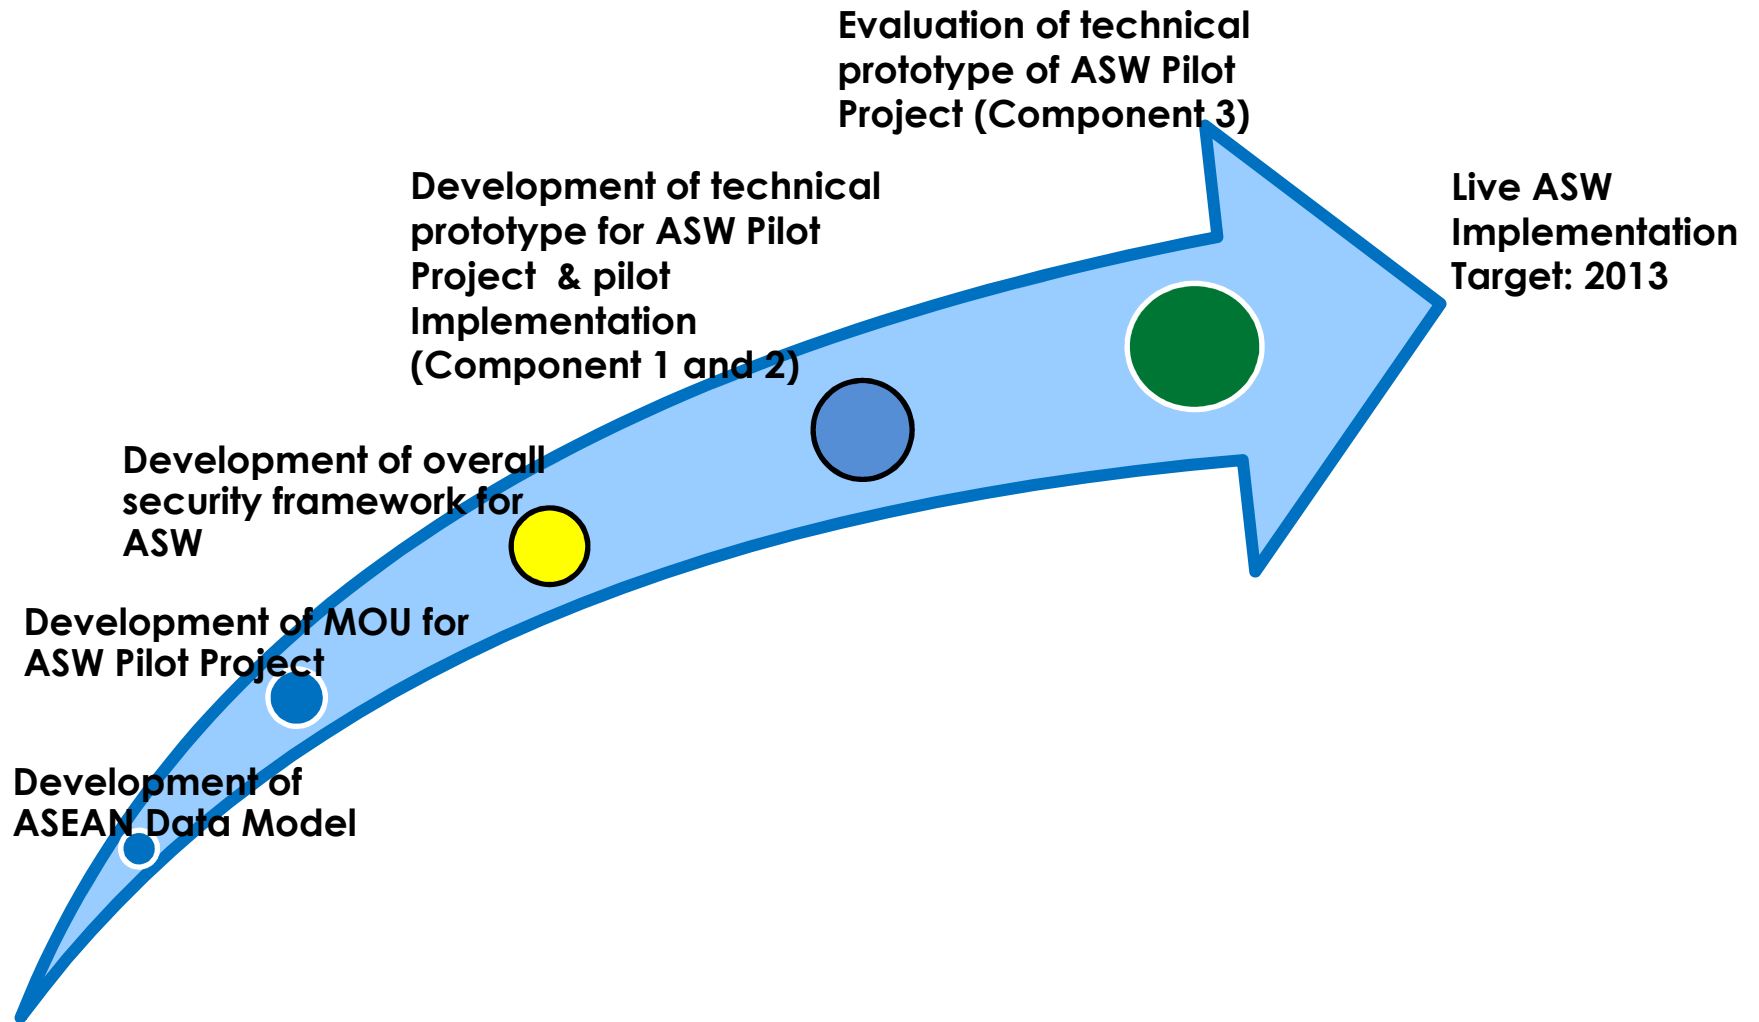 Evaluation of technical
prototype of ASW Pilot
Project (Component 3)
Live ASW
Implementation
Target: 2013
Development of technical
prototype for ASW Pilot
Project  & pilot
Implementation
(Component 1 and 2)
Development of overall
security framework for
ASW
Development of MOU for
ASW Pilot Project
Development of
ASEAN Data Model